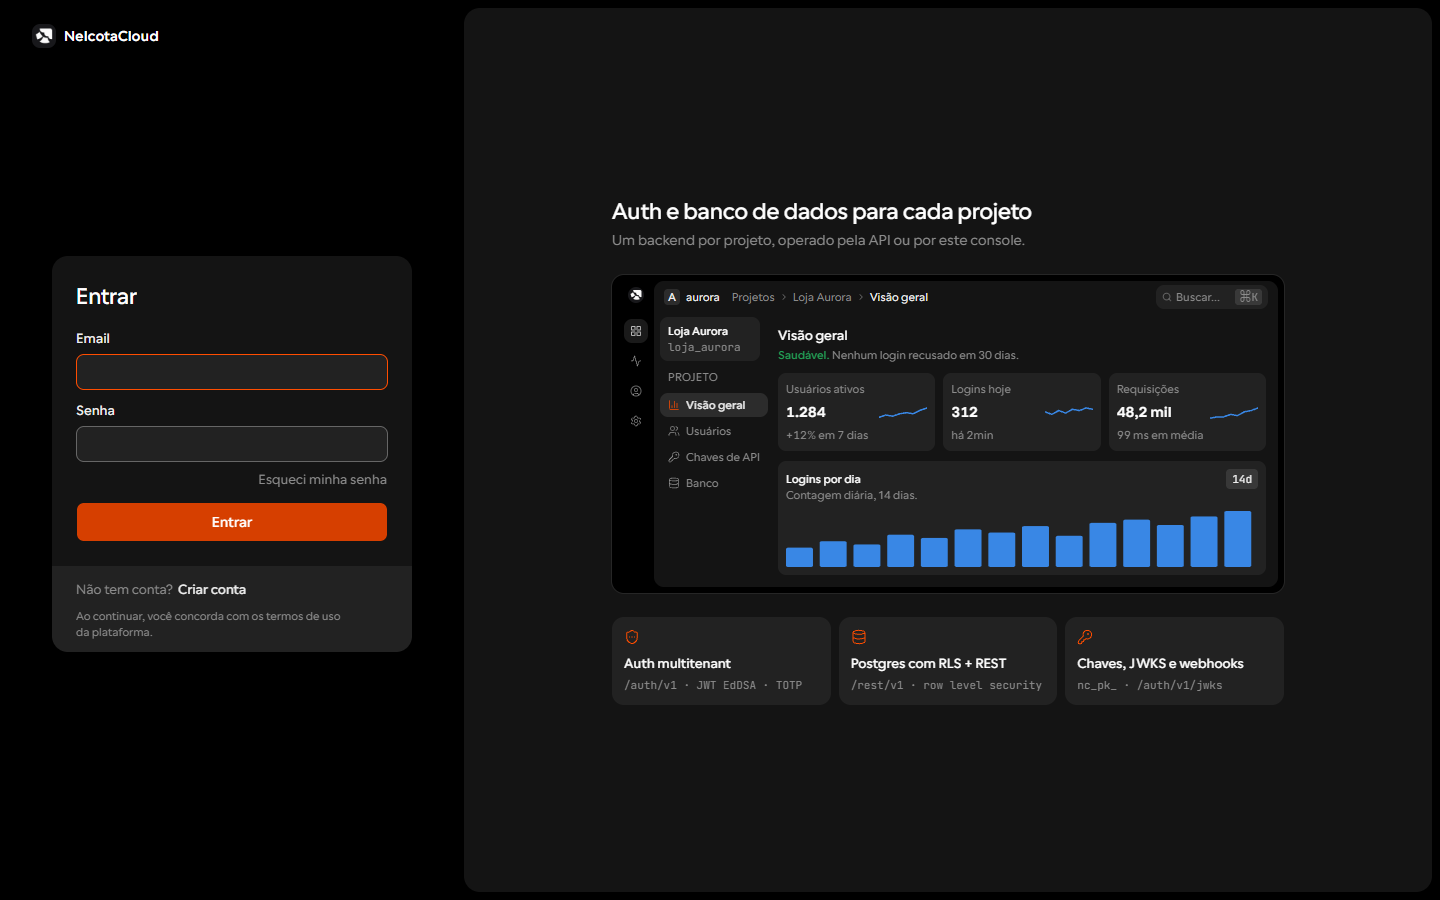 NelcotaCloud
Entrar
Email
Senha
Esqueci minha senha
Entrar
Não tem conta? Criar conta
Ao continuar, você concorda com os termos de uso
da plataforma.
Auth e banco de dados para cada projeto
Um backend por projeto, operado pela API ou por este console.
A aurora Projetos > Loja Aurora > Visão geral
Buscar... ⌘K
Loja Aurora
loja_aurora
PROJETO
Visão geral
Usuários
Chaves de API
Banco
Visão geral
Saudável. Nenhum login recusado em 30 dias.
Usuários ativos
1.284
+12% em 7 dias
Logins hoje
312
há 2min
Requisições
48,2 mil
99 ms em média
Logins por dia
14d
Contagem diária, 14 dias.
Auth multitenant
/auth/v1 · JWT EdDSA · TOTP
Postgres com RLS + REST
/rest/v1 · row level security
Chaves, JWKS e webhooks
nc_pk_ · /auth/v1/jwks